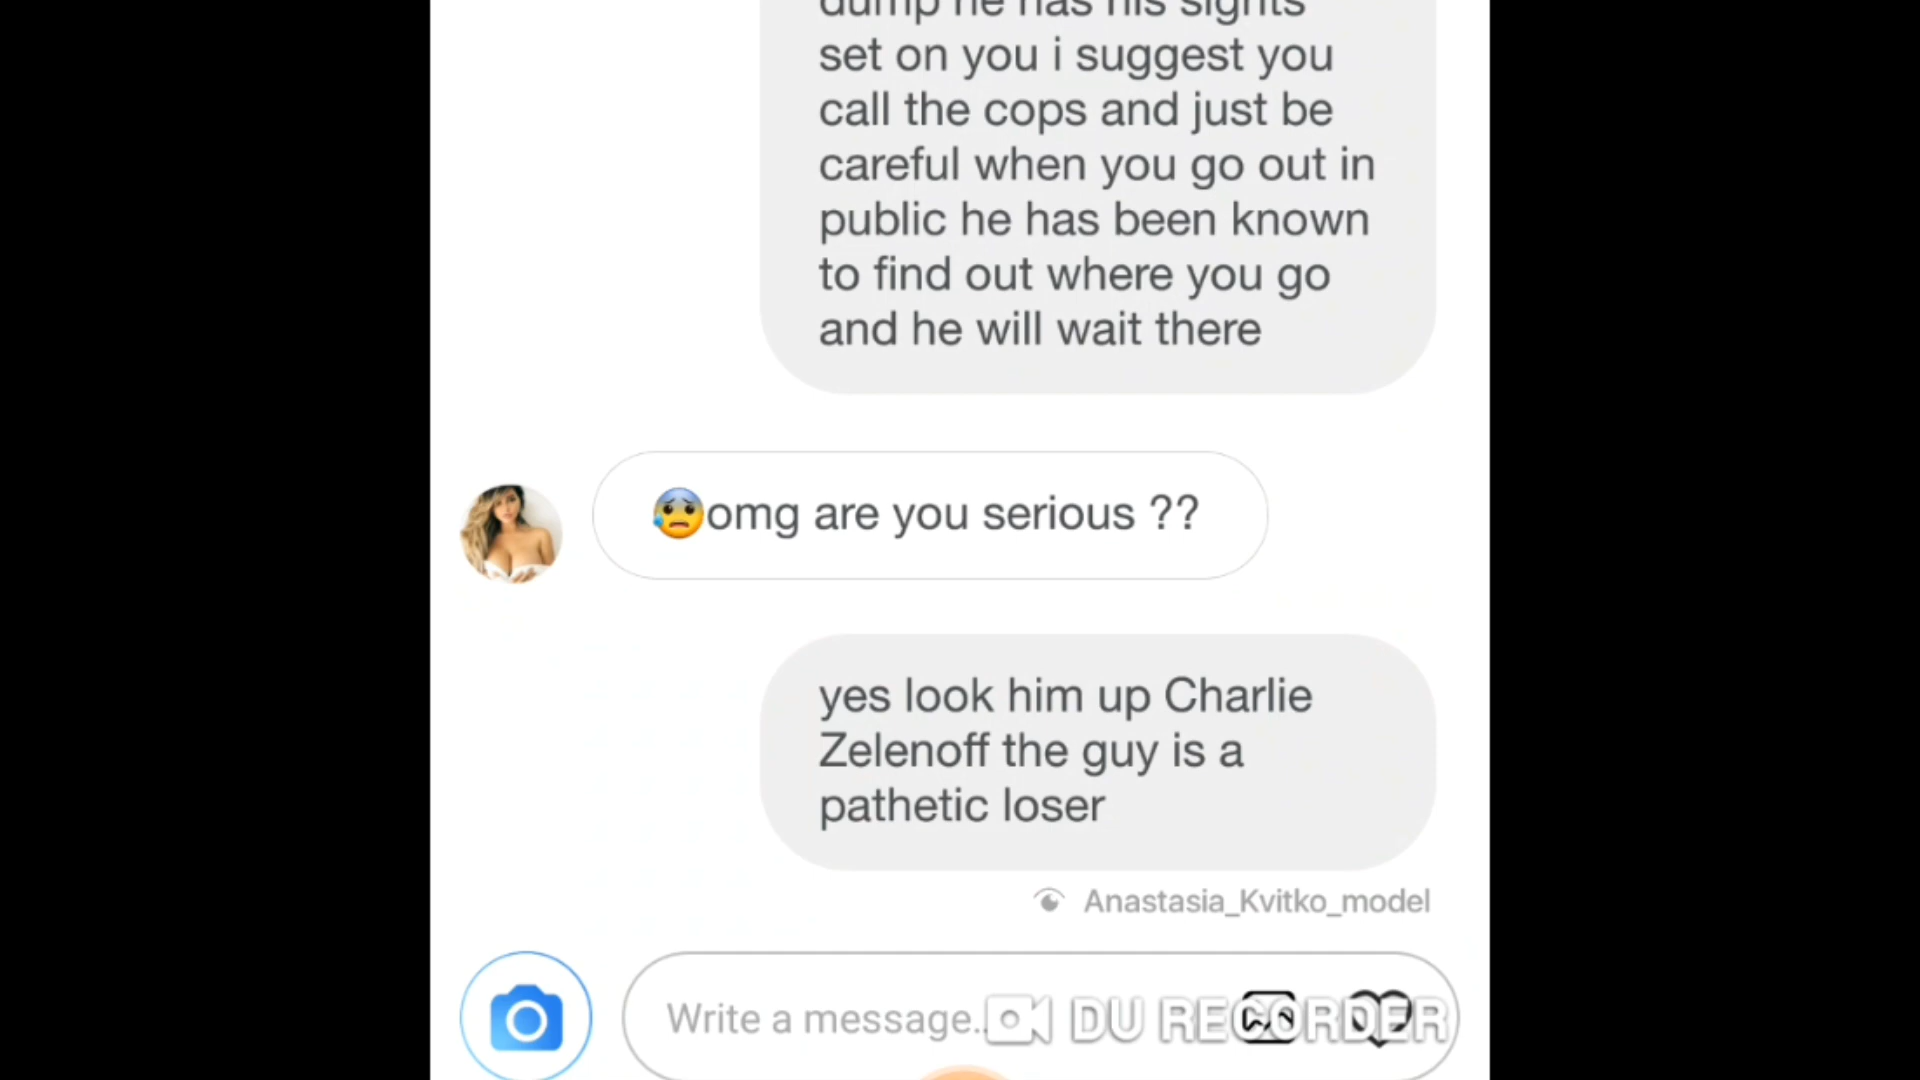 dump he has his sights
set on you i suggest you
call the cops and just be
careful when you go out in
public he has been known
to find out where you go
and he will wait there
😰omg are you serious ??
yes look him up Charlie
Zelenoff the guy is a
pathetic loser
Anastasia_Kvitko_model
Write a message...
DU RECORDER